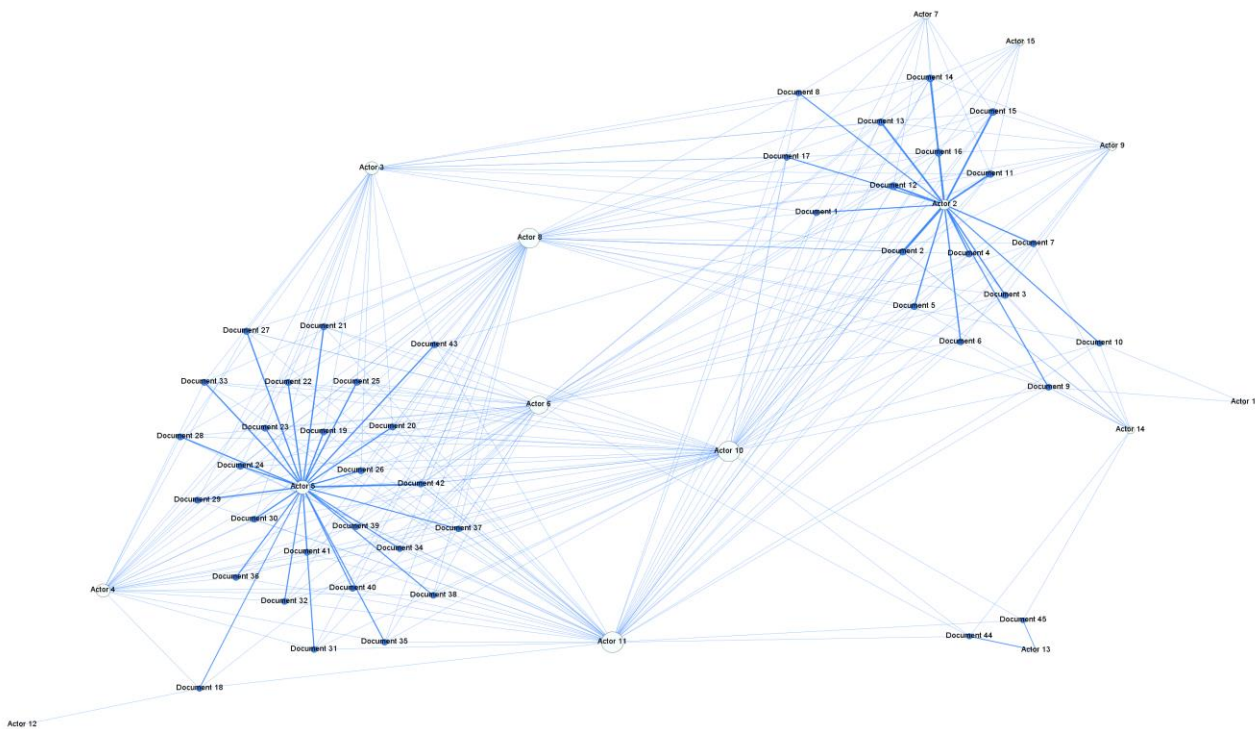 Actor 7
Actor 15
Document 14
Document 8
Document 15
Document 13
Actor 9
Document 16
Document 17
Actor 3
Document 11
Document 12
Actor 2
Document 1
Actor 8
Document 7
Document 2
Document 4
Document 3
Document 5
Document 21
Document 27
Document 6
Document 10
Document 43
Document 33
Document 22
Document 25
Document 9
Actor 1
Actor 6
Document 23
Document 19
Document 20
Actor 14
Document 28
Actor 10
Document 24
Document 26
Document 42
Actor 5
Document 29
Document 30
Document 39
Document 37
Document 34
Document 41
Document 36
Actor 4
Document 40
Document 38
Document 32
Document 45
Document 44
Document 35
Actor 11
Document 31
Actor 13
Document 18
Actor 12